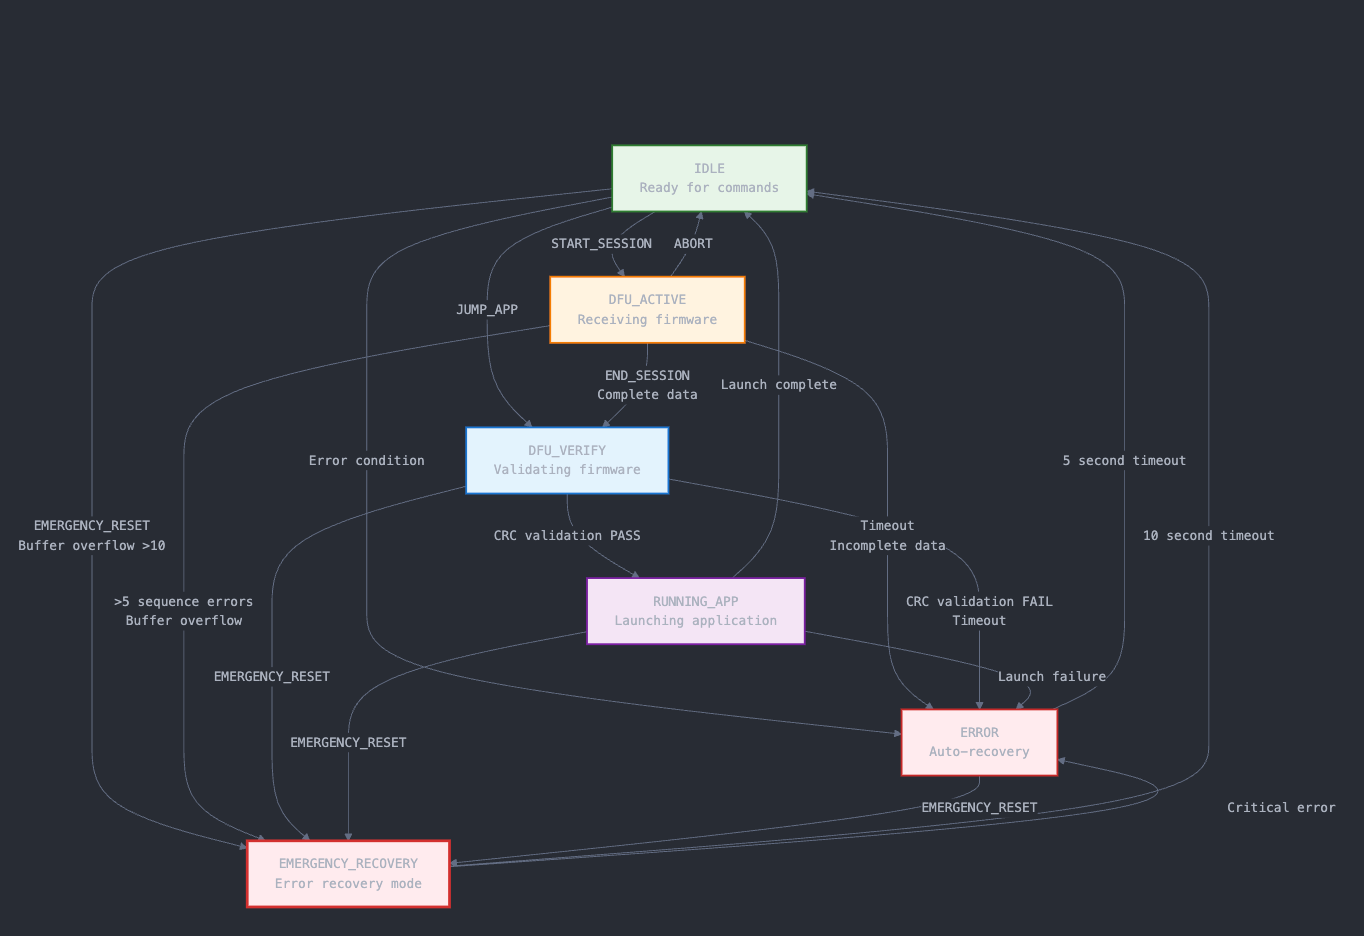 IDLE
Ready for commands
START_SESSION
ABORT
DFU_ACTIVE
Receiving firmware
JUMP_APP
END_SESSION
Complete data
Launch complete
DFU_VERIFY
Validating firmware
Error condition
5 second timeout
EMERGENCY_RESET
Buffer overflow >10
CRC validation PASS
Timeout
Incomplete data
10 second timeout
>5 sequence errors
Buffer overflow
RUNNING_APP
Launching application
CRC validation FAIL
Timeout
EMERGENCY_RESET
Launch failure
EMERGENCY_RESET
ERROR
Auto-recovery
EMERGENCY_RESET
Critical error
EMERGENCY_RECOVERY
Error recovery mode